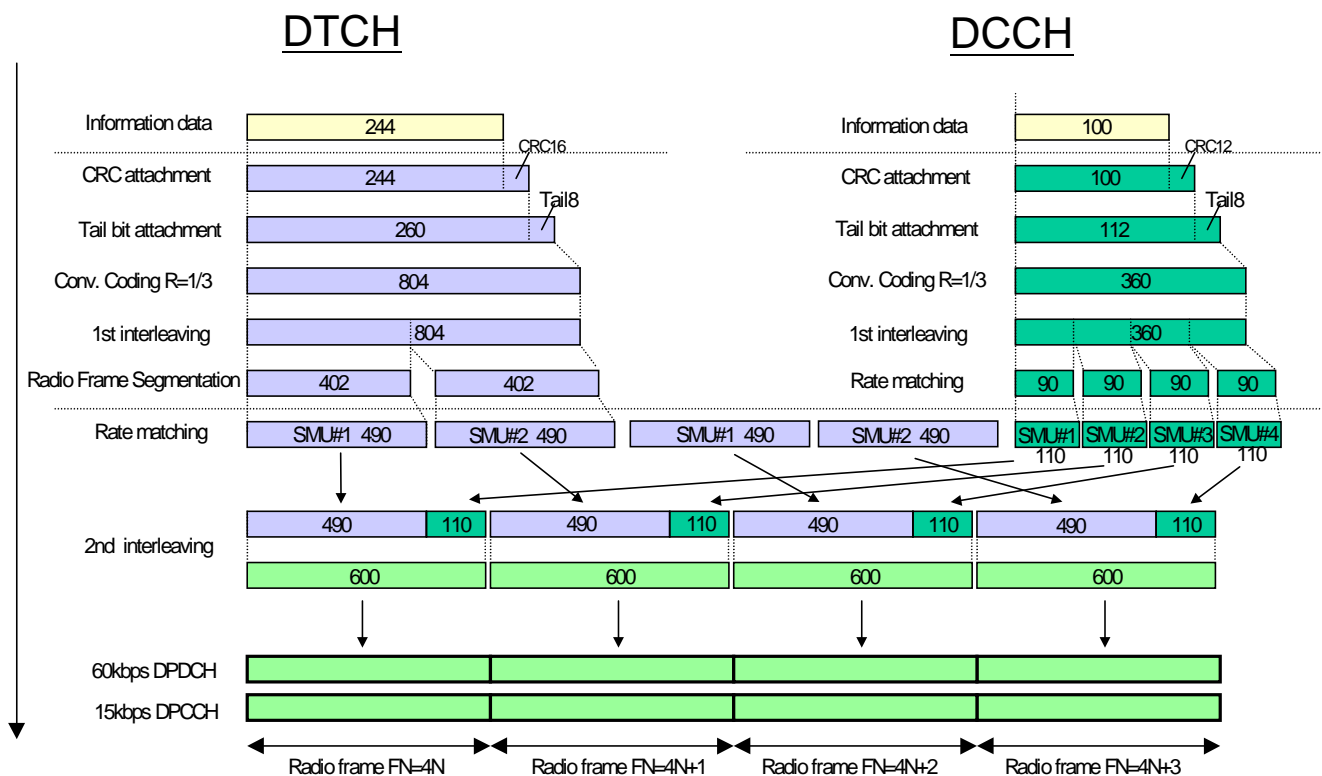 DTCH DCCH
Information data 244 Information data 100
CRC16 CRC12
CRC attachment 244 CRC attachment 100
Tail8 Tail8
Tail bit attachment 260 Tail bit attachment 112
Conv. Coding R=1/3 804 Conv. Coding R=1/3 360
1st interleaving 804 1st interleaving 360
Radio Frame Segmentation 402 402 Rate matching 90 90 90 90
Rate matching SMU#1 490 SMU#2 490 SMU#1 490 SMU#2 490 SMU#1 SMU#2 SMU#3 SMU#4
110 110 110 110
490 110 490 110 490 110 490 110
2nd interleaving
600 600 600 600
60kbps DPDCH
15kbps DPCCH
Radio frame FN=4N Radio frame FN=4N+1 Radio frame FN=4N+2 Radio frame FN=4N+3